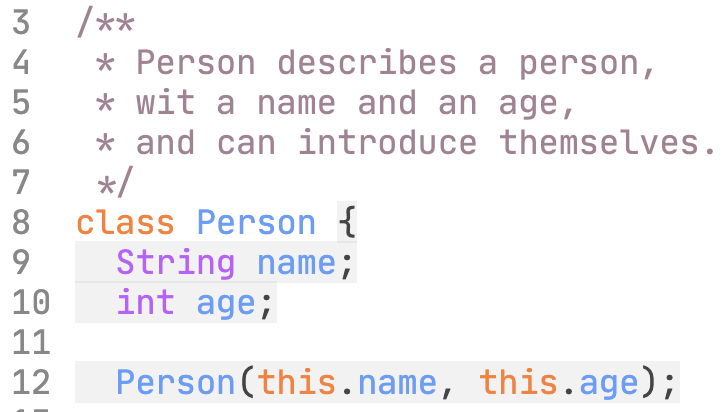 3 /**
4  * Person describes a person,
5  * wit a name and an age,
6  * and can introduce themselves.
7  */
8 class Person {
9   String name;
10   int age;
11
12   Person(this.name, this.age);